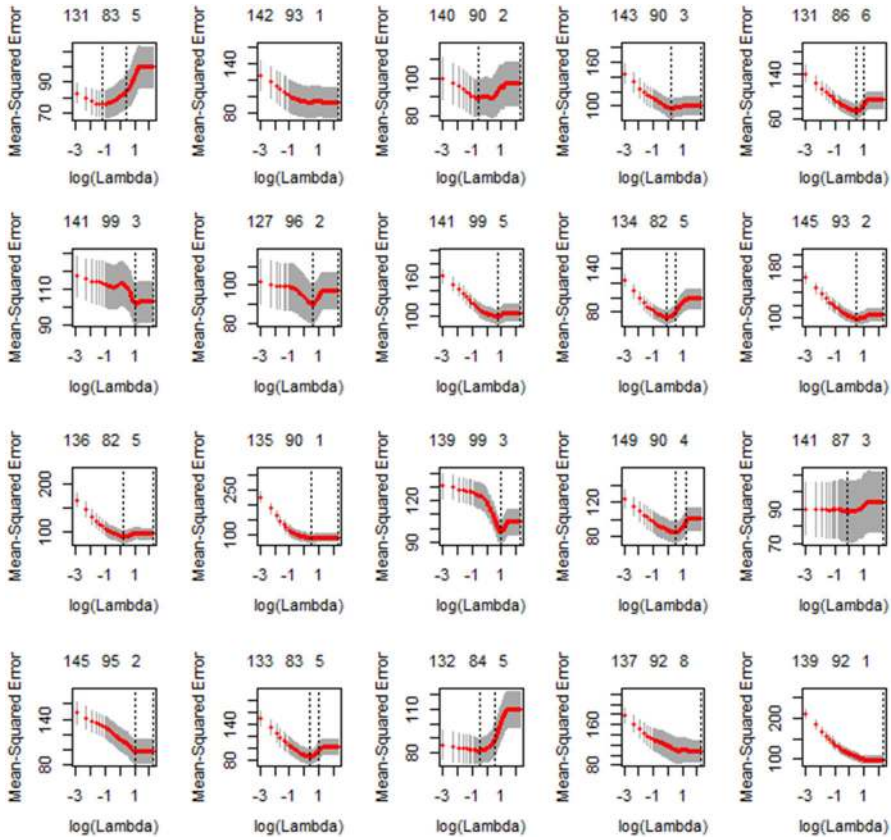 131 83 5
Mean-Squared Error
70 90
-3 -1 1
log(Lambda)
142 93 1
Mean-Squared Error
80 140
-3 -1 1
log(Lambda)
140 90 2
Mean-Squared Error
80 110
-3 -1 1
log(Lambda)
143 90 3
Mean-Squared Error
100 160
-3 -1 1
log(Lambda)
131 86 6
Mean-Squared Error
60 140
-3 -1 1
log(Lambda)
141 99 3
Mean-Squared Error
90 110
-3 -1 1
log(Lambda)
127 96 2
Mean-Squared Error
80 100
-3 -1 1
log(Lambda)
141 99 5
Mean-Squared Error
100 160
-3 -1 1
log(Lambda)
134 82 5
Mean-Squared Error
80 140
-3 -1 1
log(Lambda)
145 93 2
Mean-Squared Error
100 180
-3 -1 1
log(Lambda)
136 82 5
Mean-Squared Error
100 200
-3 -1 1
log(Lambda)
135 90 1
Mean-Squared Error
100 250
-3 -1 1
log(Lambda)
139 99 3
Mean-Squared Error
90 120
-3 -1 1
log(Lambda)
149 90 4
Mean-Squared Error
80 120
-3 -1 1
log(Lambda)
141 87 3
Mean-Squared Error
70 90
-3 -1 1
log(Lambda)
145 95 2
Mean-Squared Error
80 140
-3 -1 1
log(Lambda)
133 83 5
Mean-Squared Error
80 140
-3 -1 1
log(Lambda)
132 84 5
Mean-Squared Error
80 100
-3 -1 1
log(Lambda)
137 92 8
Mean-Squared Error
80 160
-3 -1 1
log(Lambda)
139 92 1
Mean-Squared Error
100 200
-3 -1 1
log(Lambda)